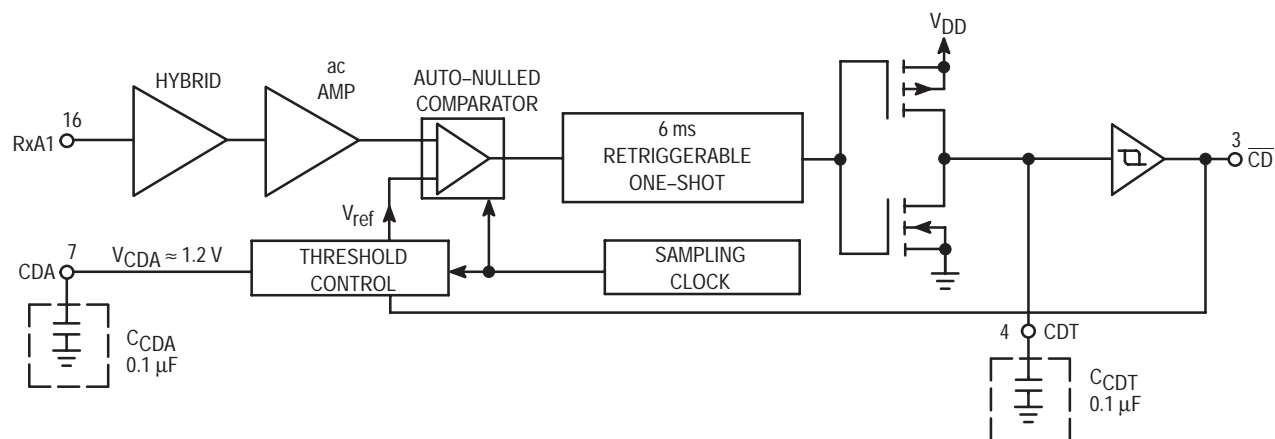 V_DD
HYBRID
ac
AMP
AUTO–NULLED
COMPARATOR
16
RxA1
6 ms
RETRIGGERABLE
ONE–SHOT
3
C̅D̅
V_ref
7
CDA
V_CDA ≈ 1.2 V
THRESHOLD
CONTROL
SAMPLING
CLOCK
4
CDT
C_CDA
0.1 µF
C_CDT
0.1 µF